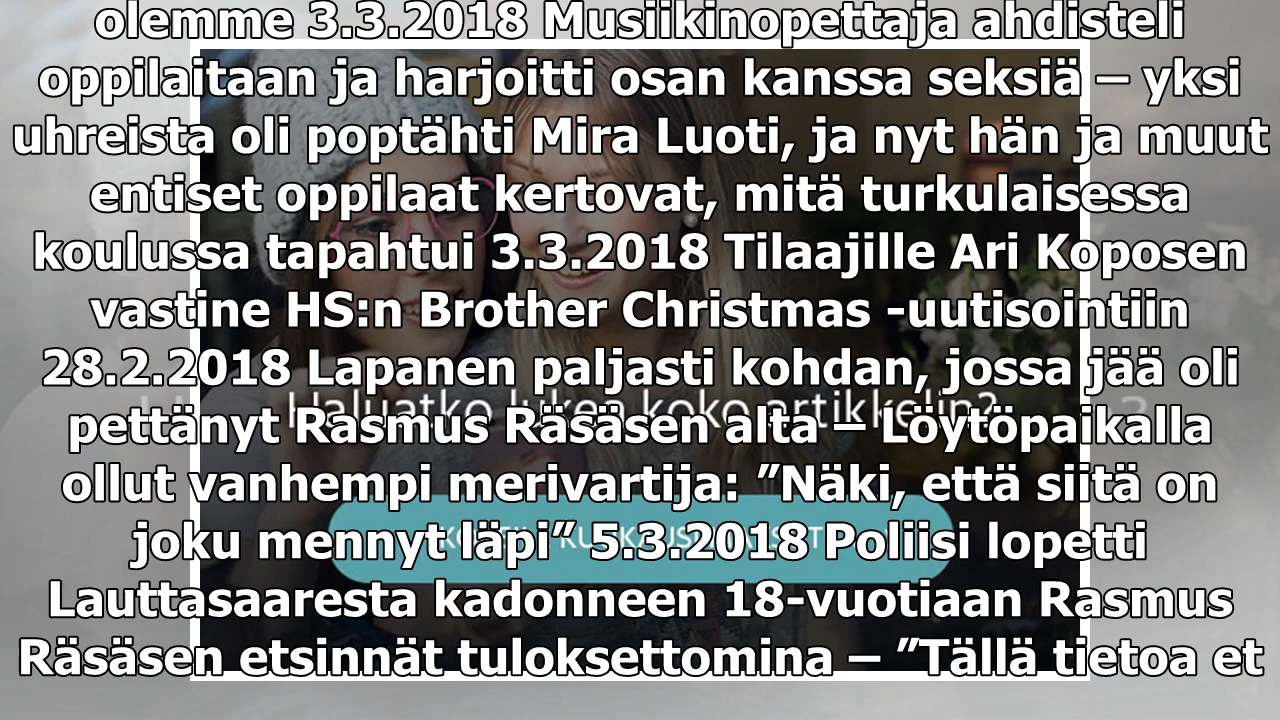 olemme 3.3.2018 Musiikinopettaja ahdisteli
oppilaitaan ja harjoitti osan kanssa seksiä – yksi
uhreista oli poptähti Mira Luoti, ja nyt hän ja muut
entiset oppilaat kertovat, mitä turkulaisessa
koulussa tapahtui 3.3.2018 Tilaajille Ari Koposen
vastine HS:n Brother Christmas -uutisointiin
28.2.2018 Lapanen paljasti kohdan, jossa jää oli
Haluatko lukea koko artikkelin?
pettänyt Rasmus Räsäsen alta – Löytöpaikalla
ollut vanhempi merivartija: ”Näki, että siitä on
joku mennyt läpi” 5.3.2018 Poliisi lopetti
Lauttasaaresta kadonneen 18-vuotiaan Rasmus
Räsäsen etsinnät tuloksettomina – ”Tällä tietoa et